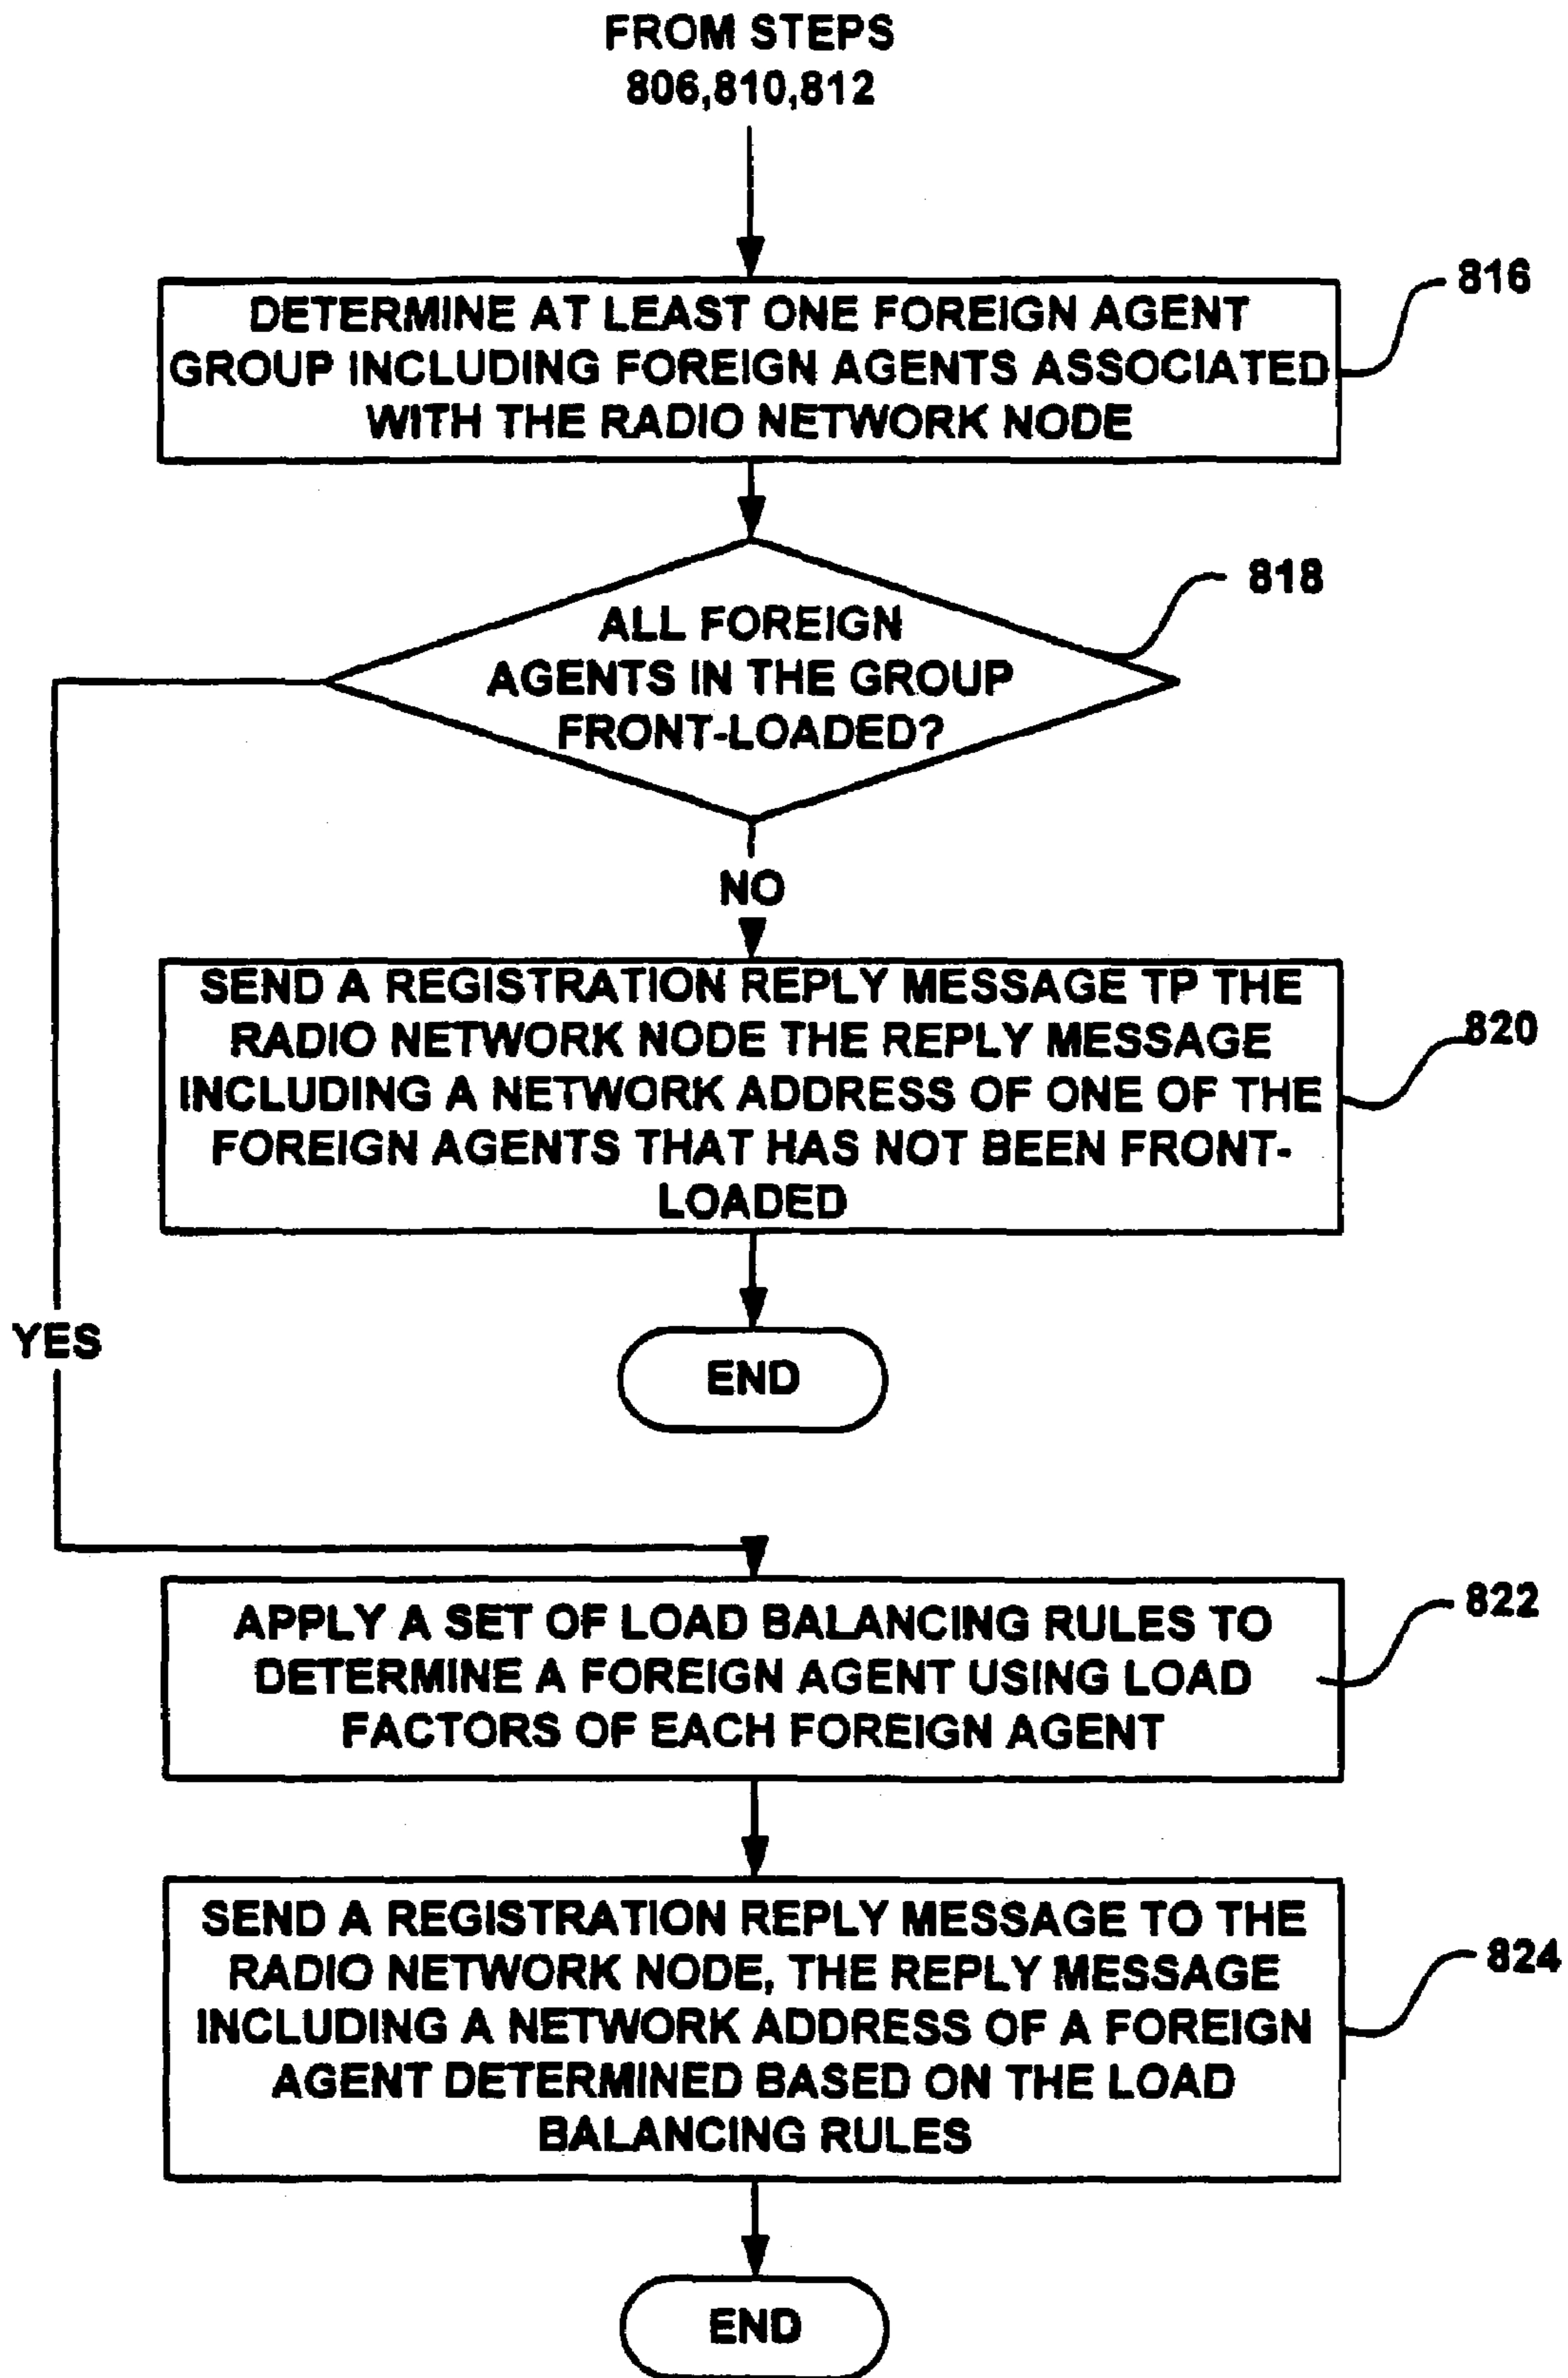 FROM STEPS
806,810,812
816
DETERMINE AT LEAST ONE FOREIGN AGENT
GROUP INCLUDING FOREIGN AGENTS ASSOCIATED
WITH THE RADIO NETWORK NODE
818
ALL FOREIGN
AGENTS IN THE GROUP
FRONT-LOADED?
NO
SEND A REGISTRATION REPLY MESSAGE TP THE
RADIO NETWORK NODE THE REPLY MESSAGE
820
INCLUDING A NETWORK ADDRESS OF ONE OF THE
FOREIGN AGENTS THAT HAS NOT BEEN FRONT-
LOADED
YES
END
822
APPLY A SET OF LOAD BALANCING RULES TO
DETERMINE A FOREIGN AGENT USING LOAD
FACTORS OF EACH FOREIGN AGENT
SEND A REGISTRATION REPLY MESSAGE TO THE
824
RADIO NETWORK NODE, THE REPLY MESSAGE
INCLUDING A NETWORK ADDRESS OF A FOREIGN
AGENT DETERMINED BASED ON THE LOAD
BALANCING RULES
END